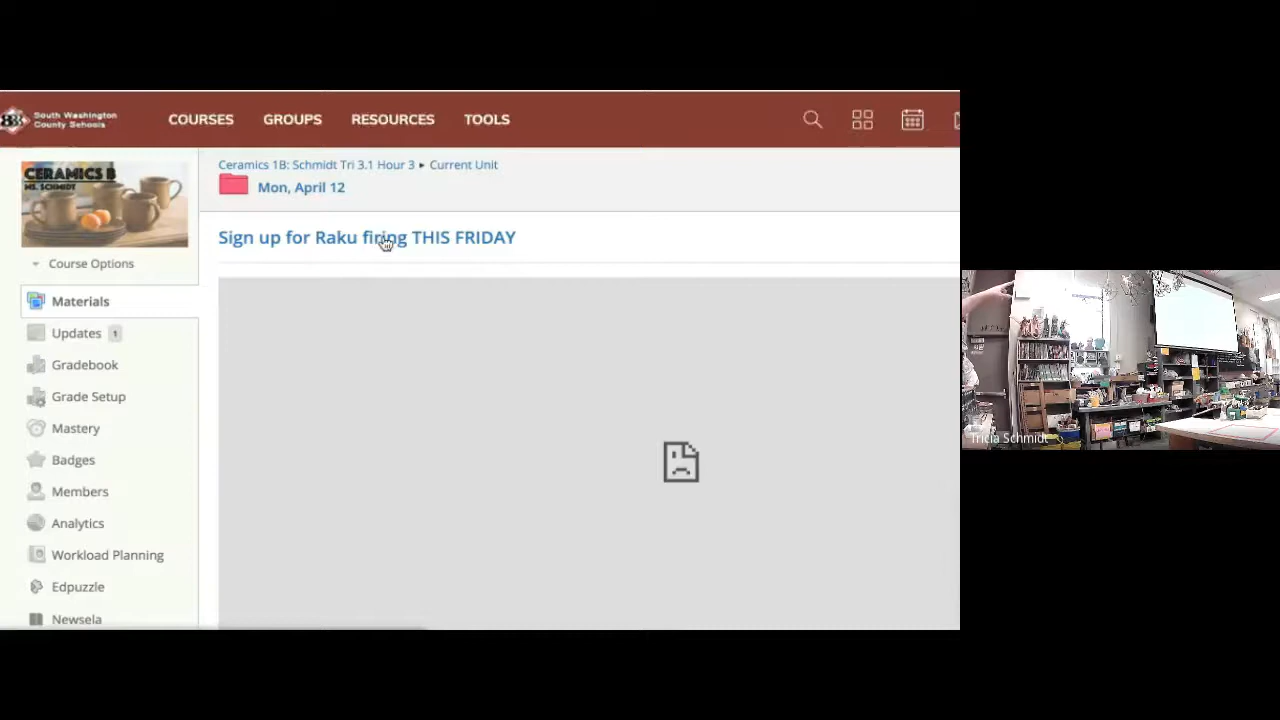 South Washington
County Schools
COURSES
GROUPS
RESOURCES
TOOLS
CERAMICS B
MS. SCHMIDT
Ceramics 1B: Schmidt Tri 3.1 Hour 3 ▸ Current Unit
Mon, April 12
Sign up for Raku firing THIS FRIDAY
Course Options
Materials
Updates 1
Gradebook
Grade Setup
Mastery
Badges
Members
Analytics
Workload Planning
Edpuzzle
Newsela
Tricia Schmidt